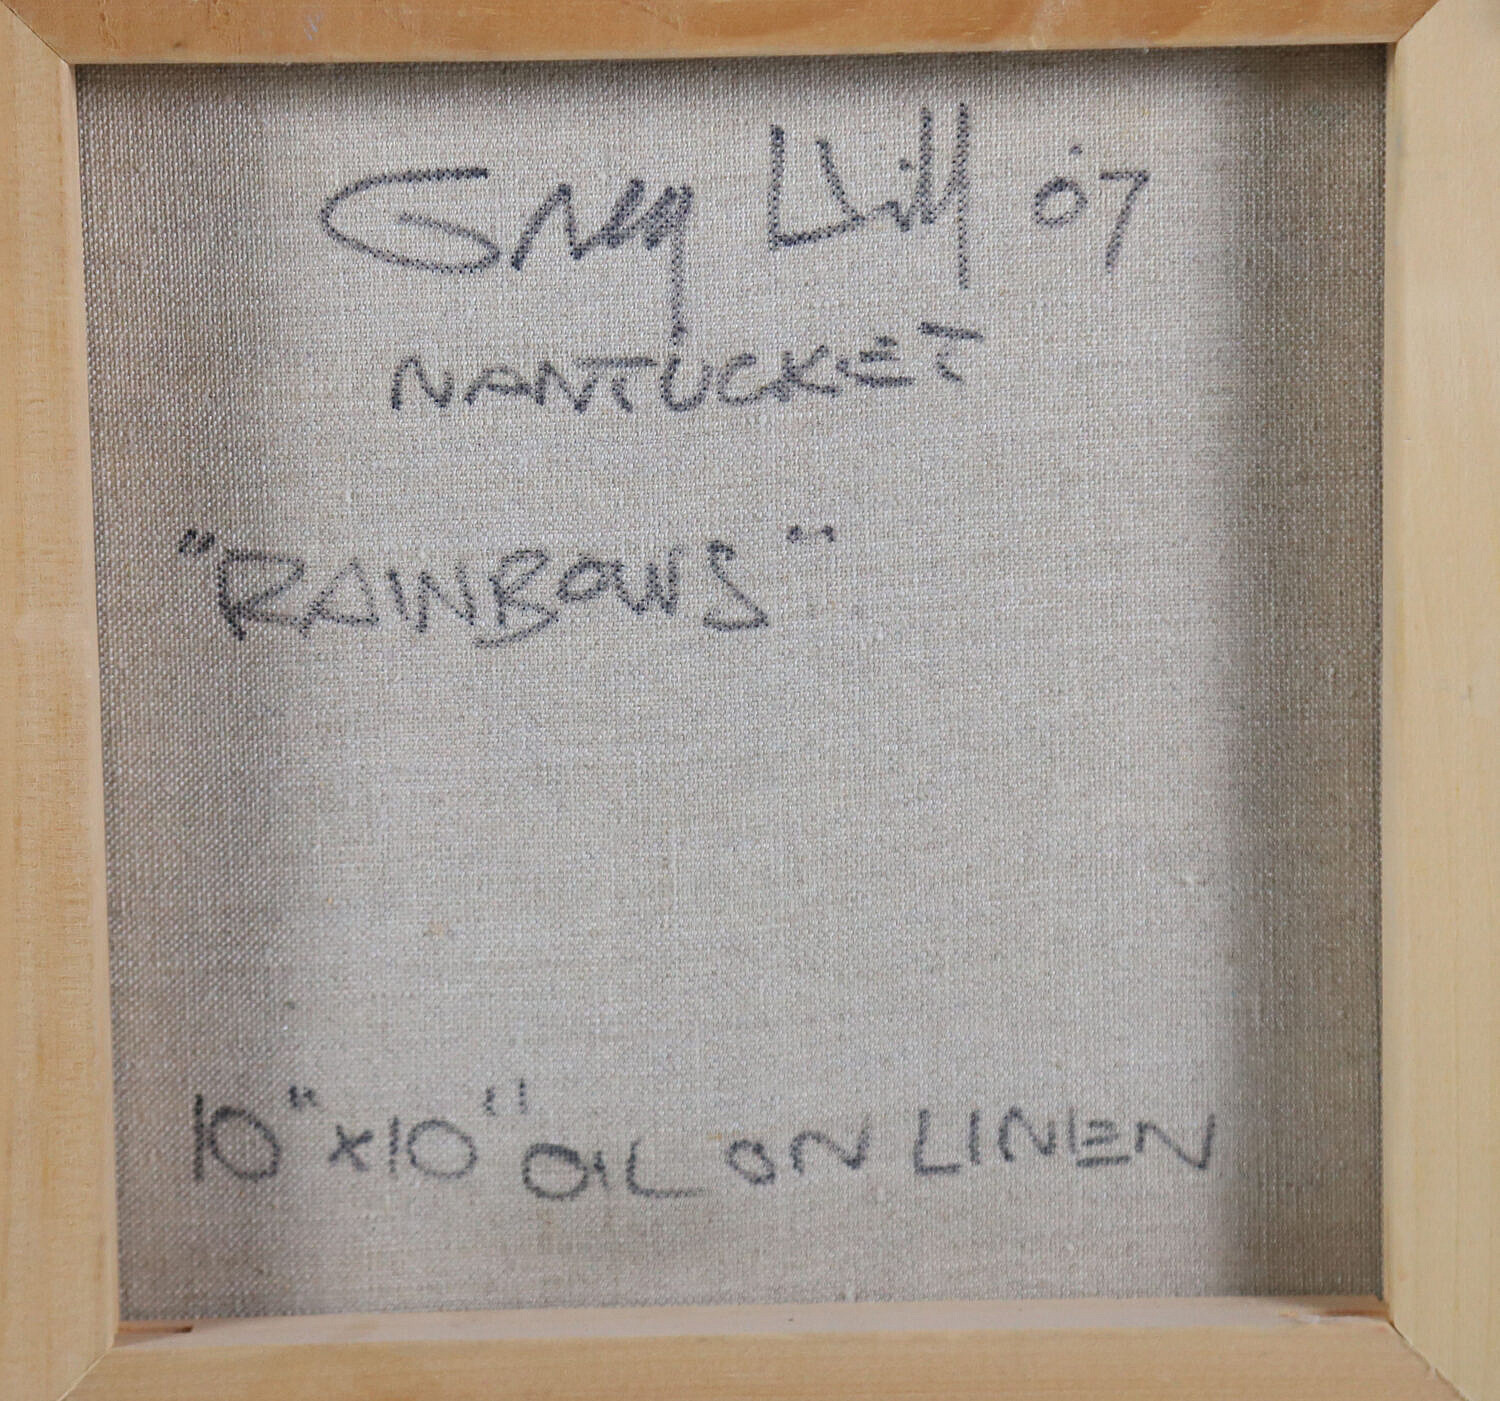 Greg Hill 07
NANTUCKET
"RAINBOWS"
10"x10" OIL ON LINEN